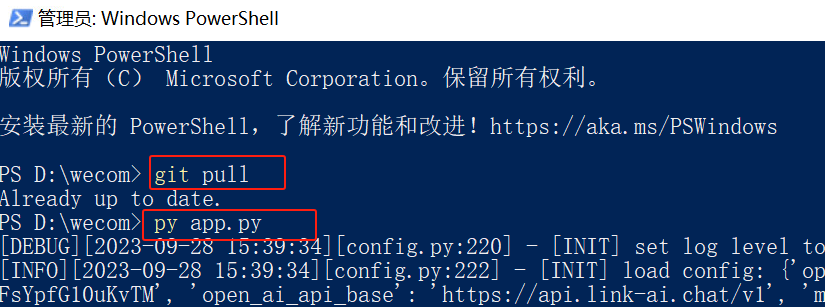 管理员: Windows PowerShell
Windows PowerShell
版权所有（C） Microsoft Corporation。保留所有权利。
安装最新的 PowerShell，了解新功能和改进！https://aka.ms/PSWindows
PS D:\wecom> git pull
Already up to date.
PS D:\wecom> py app.py
[DEBUG][2023-09-28 15:39:34][config.py:220] - [INIT] set log level to
[INFO][2023-09-28 15:39:34][config.py:222] - [INIT] load config: {'op
FsYpfG10uKvTM', 'open_ai_api_base': 'https://api.link-ai.chat/v1', 'm